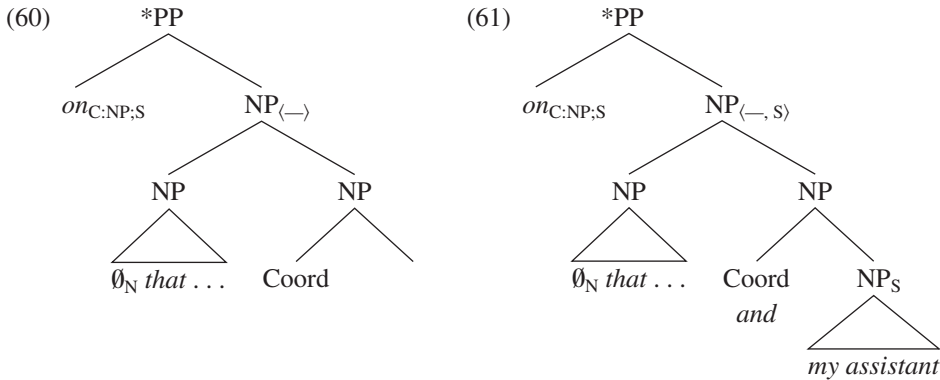 (60) *PP (61) *PP
on_C:NP;S NP_⟨—⟩ on_C:NP;S NP_⟨—, S⟩
NP NP NP NP
∅_N that . . . Coord ∅_N that . . . Coord NP_S
and
my assistant